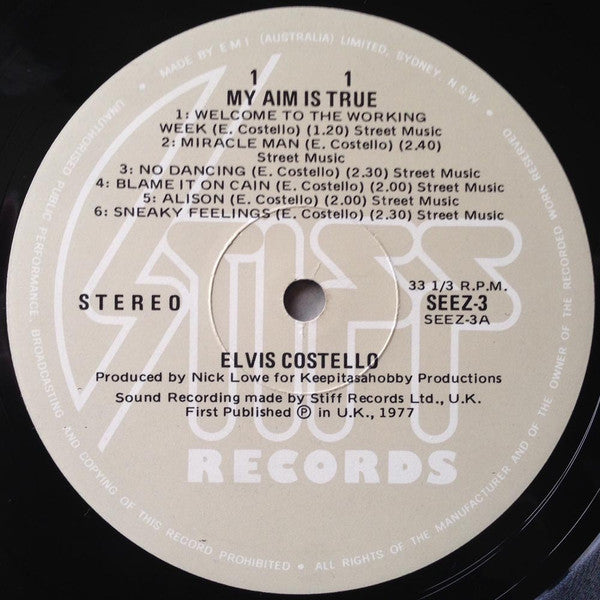 MADE BY E M I (AUSTRALIA) LIMITED, SYDNEY, N.S.W. •
1 1
MY AIM IS TRUE
1: WELCOME TO THE WORKING
WEEK (E. Costello) (1.20) Street Music
2: MIRACLE MAN (E. Costello) (2.40)
Street Music
3: NO DANCING (E. Costello) (2.30) Street Music
4: BLAME IT ON CAIN (E. Costello) (2.00) Street Music
5: ALISON (E. Costello) (2.00) Street Music
6: SNEAKY FEELINGS (E. Costello) (2.30) Street Music
STIFF
STEREO
33 1/3 R.P.M.
SEEZ-3
SEEZ-3A
ELVIS COSTELLO
Produced by Nick Lowe for Keepitasahobby Productions
Sound Recording made by Stiff Records Ltd., U.K.
First Published ℗ in U.K., 1977
RECORDS
UNAUTHORISED PUBLIC PERFORMANCE, BROADCASTING AND COPYING OF THIS RECORD PROHIBITED • ALL RIGHTS OF THE MANUFACTURER AND OF THE OWNER OF THE RECORDED WORK RESERVED